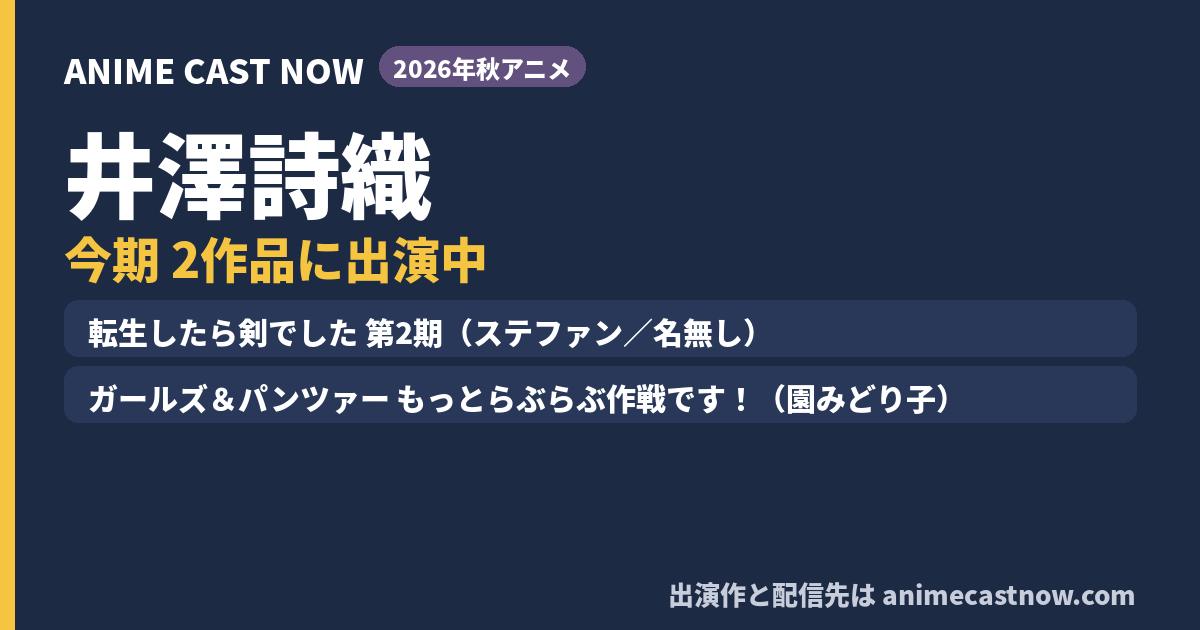 ANIME CAST NOW 2026年秋アニメ
井澤詩織
今期 2作品に出演中
転生したら剣でした 第2期（ステファン／名無し）
ガールズ＆パンツァー もっとらぶらぶ作戦です！（園みどり子）
出演作と配信先は animecastnow.com